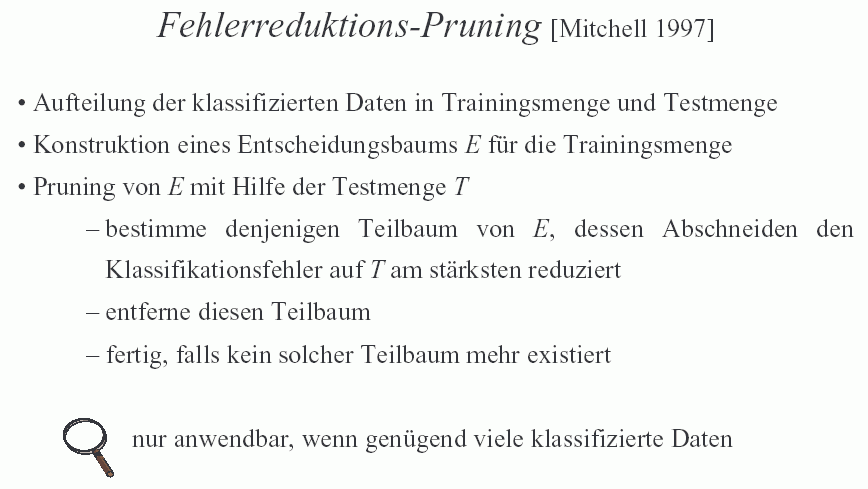 Fehlerreduktions-Pruning [Mitchell 1997]
• Aufteilung der klassifizierten Daten in Trainingsmenge und Testmenge
• Konstruktion eines Entscheidungsbaums E für die Trainingsmenge
• Pruning von E mit Hilfe der Testmenge T
– bestimme denjenigen Teilbaum von E, dessen Abschneiden den
Klassifikationsfehler auf T am stärksten reduziert
– entferne diesen Teilbaum
– fertig, falls kein solcher Teilbaum mehr existiert
nur anwendbar, wenn genügend viele klassifizierte Daten